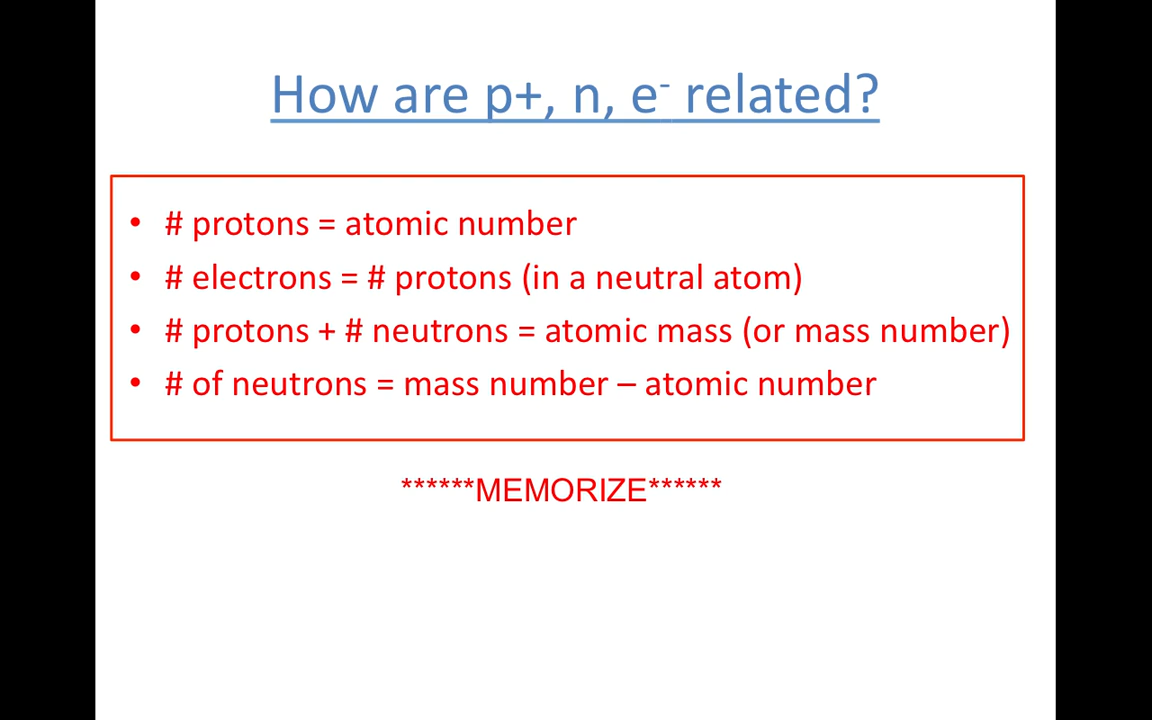 How are p+, n, e⁻ related?
• # protons = atomic number
• # electrons = # protons (in a neutral atom)
• # protons + # neutrons = atomic mass (or mass number)
• # of neutrons = mass number – atomic number
******MEMORIZE******